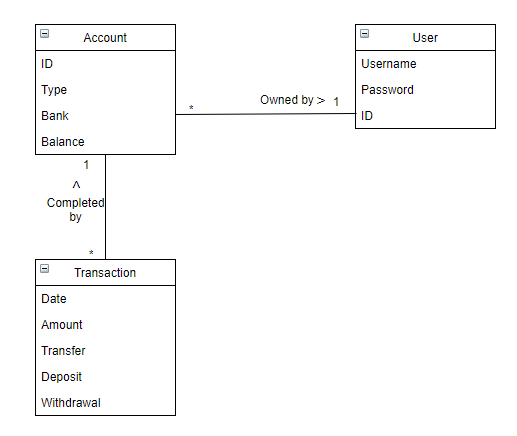 Account
ID
Type
Bank
Balance
User
Username
Password
ID
* Owned by > 1
1
^
Completed
by
*
Transaction
Date
Amount
Transfer
Deposit
Withdrawal